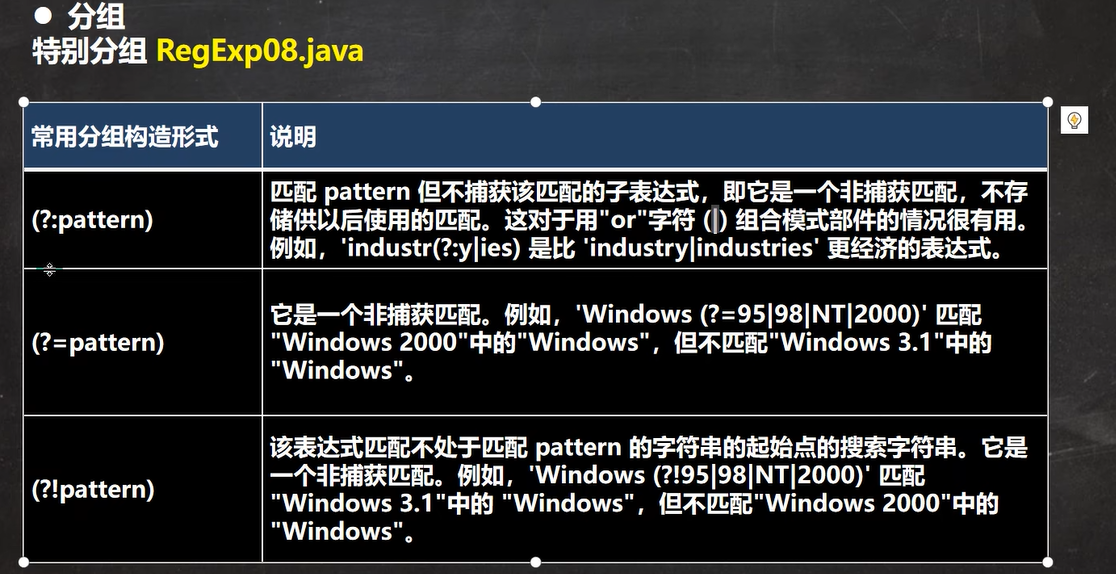 ● 分组
特别分组 RegExp08.java
常用分组构造形式
说明
(?:pattern)
匹配 pattern 但不捕获该匹配的子表达式，即它是一个非捕获匹配，不存
储供以后使用的匹配。这对于用"or"字符 (|) 组合模式部件的情况很有用。
例如，'industr(?:y|ies) 是比 'industry|industries' 更经济的表达式。
(?=pattern)
它是一个非捕获匹配。例如，'Windows (?=95|98|NT|2000)' 匹配
"Windows 2000"中的"Windows"，但不匹配"Windows 3.1"中的
"Windows"。
(?!pattern)
该表达式匹配不处于匹配 pattern 的字符串的起始点的搜索字符串。它是
一个非捕获匹配。例如，'Windows (?!95|98|NT|2000)' 匹配
"Windows 3.1"中的 "Windows"，但不匹配"Windows 2000"中的
"Windows"。